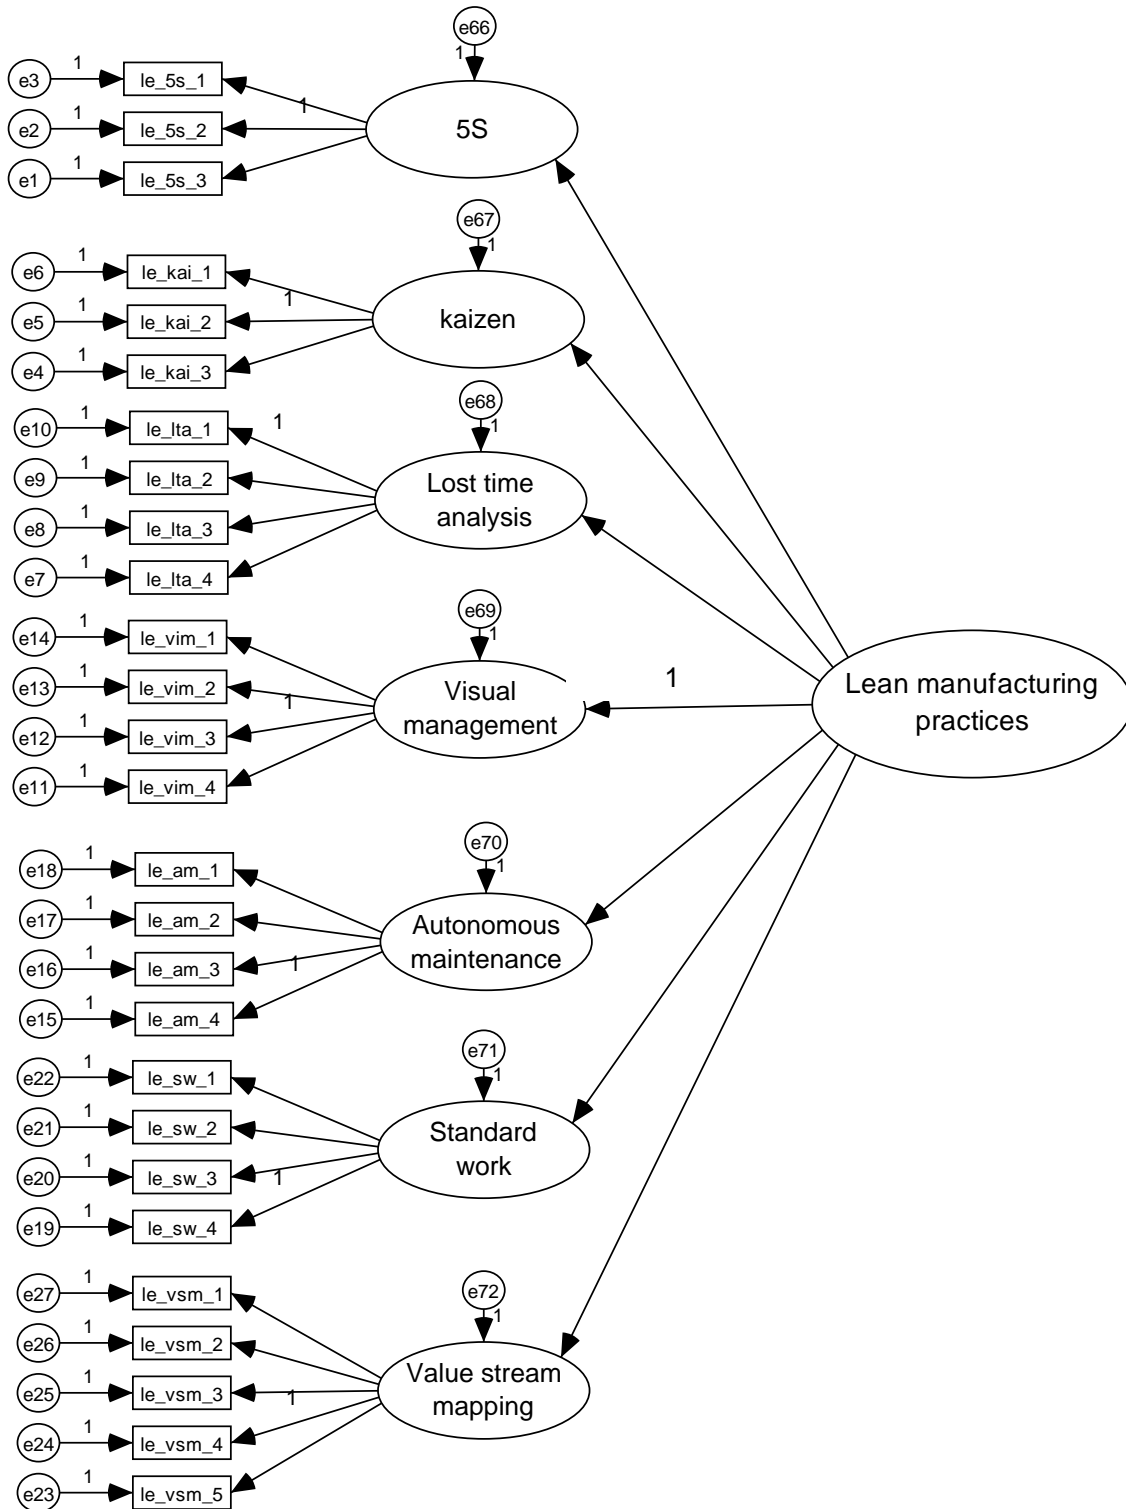 e66
1
e3 1 le_5s_1
1
e2 1 le_5s_2
5S
e1 1 le_5s_3
e67
1
e6 1 le_kai_1
1
e5 1 le_kai_2
kaizen
e4 1 le_kai_3
e68
1
e10 1 le_lta_1
1
e9 1 le_lta_2
Lost time
analysis
e8 1 le_lta_3
e7 1 le_lta_4
e69
1
e14 1 le_vim_1
e13 1 le_vim_2
1
Visual
management
1
Lean manufacturing
practices
e12 1 le_vim_3
e11 1 le_vim_4
e70
1
e18 1 le_am_1
e17 1 le_am_2
Autonomous
maintenance
e16 1 le_am_3
1
e15 1 le_am_4
e71
1
e22 1 le_sw_1
e21 1 le_sw_2
Standard
work
e20 1 le_sw_3
1
e19 1 le_sw_4
e72
1
e27 1 le_vsm_1
e26 1 le_vsm_2
Value stream
mapping
e25 1 le_vsm_3
1
e24 1 le_vsm_4
e23 1 le_vsm_5